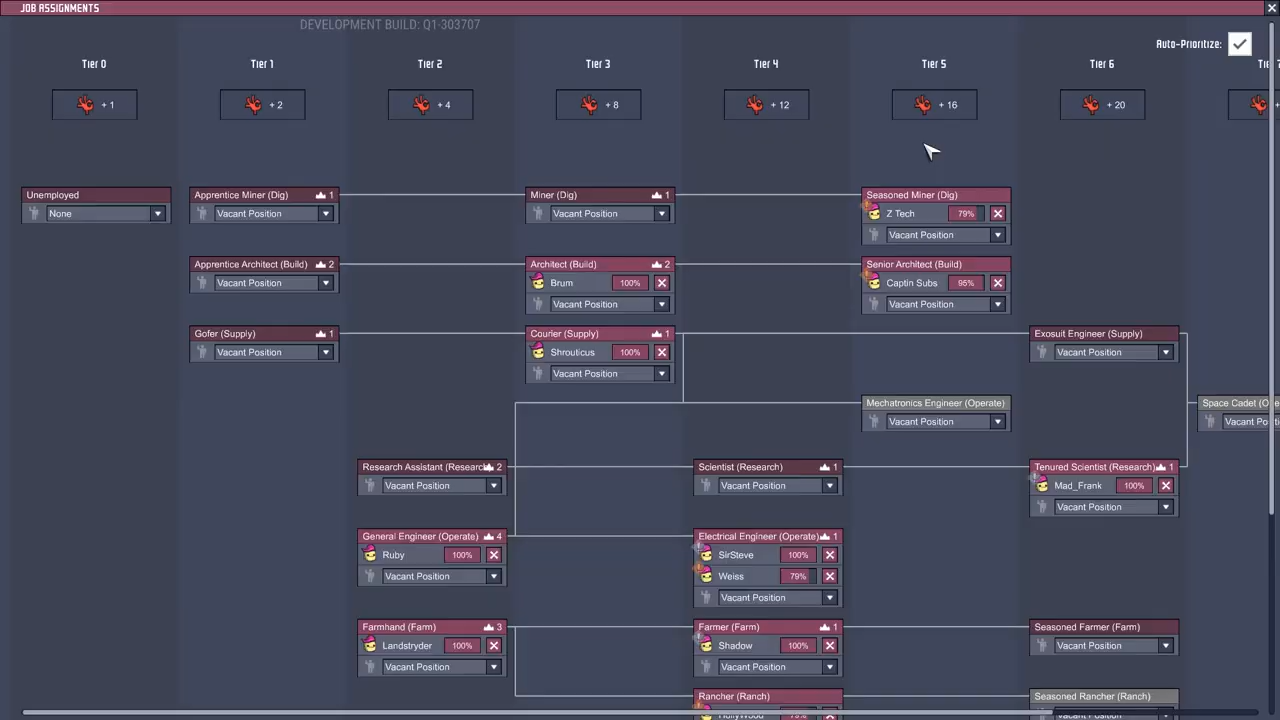 JOB ASSIGNMENTS
DEVELOPMENT BUILD: Q1-303707
Auto-Prioritize:
Tier 0 Tier 1 Tier 2 Tier 3 Tier 4 Tier 5 Tier 6
+ 1 + 2 + 4 + 8 + 12 + 16 + 20
Unemployed Apprentice Miner (Dig) 1 Miner (Dig) 1 Seasoned Miner (Dig)
None Vacant Position Vacant Position Z Tech 79%
Vacant Position
Apprentice Architect (Build) 2 Architect (Build) 2 Senior Architect (Build)
Vacant Position Brum 100% Captin Subs 95%
Vacant Position Vacant Position
Gofer (Supply) 1 Courier (Supply) 1 Exosuit Engineer (Supply)
Vacant Position Shrouticus 100% Vacant Position
Vacant Position
Mechatronics Engineer (Operate) Space Cadet
Vacant Position Vacant
Research Assistant 2 Scientist (Research) 1 Tenured Scientist (Research) 1
Vacant Position Vacant Position Mad_Frank 100%
Vacant Position
General Engineer (Operate) 4 Electrical Engineer (Operate) 1
Ruby 100% SirSteve 100%
Vacant Position Weiss 79%
Vacant Position
Farmhand (Farm) 3 Farmer (Farm) 1 Seasoned Farmer (Farm)
Landstryder 100% Shadow 100% Vacant Position
Vacant Position Vacant Position
Rancher (Ranch) Seasoned Rancher (Ranch)